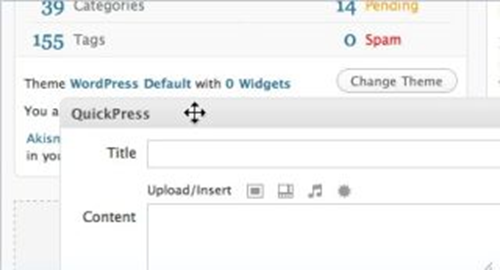 39 Categories 14 Pending
155 Tags 0 Spam
Theme WordPress Default with 0 Widgets Change Theme
You a
QuickPress
Akisn
in you
Title
Upload/Insert
Content